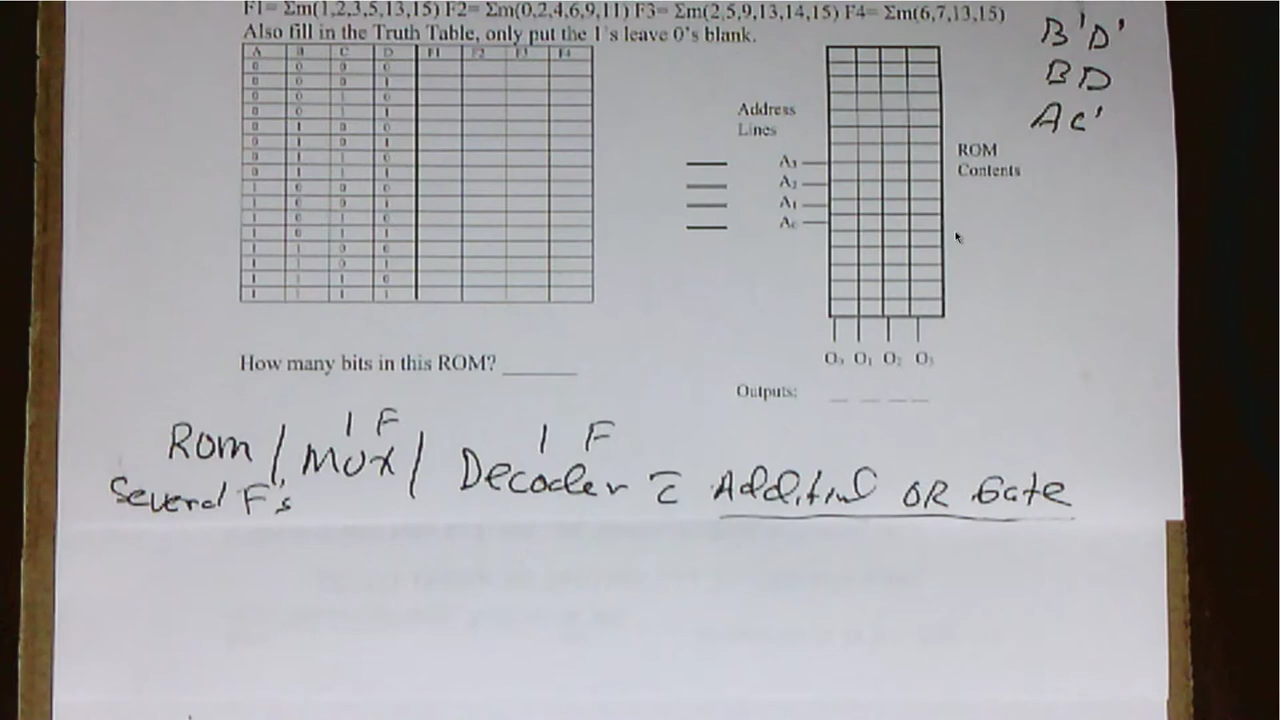 F1= Σm(1,2,3,5,13,15) F2= Σm(0,2,4,6,9,11) F3= Σm(2,5,9,13,14,15) F4= Σm(6,7,13,15)
Also fill in the Truth Table, only put the 1's leave 0's blank.
A B C D F1 F2 F3 F4
0 0 0 0
0 0 0 1
0 0 1 0
0 0 1 1
0 1 0 0
0 1 0 1
0 1 1 0
0 1 1 1
1 0 0 0
1 0 0 1
1 0 1 0
1 0 1 1
1 1 0 0
1 1 0 1
1 1 1 0
1 1 1 1
B'D'
BD
AC'
Address
Lines
A3
A2
A1
A0
ROM
Contents
O1 O2
Outputs:
How many bits in this ROM?
1 F
1 F
Rom / Mux / Decoder
OR Gate
Several F's